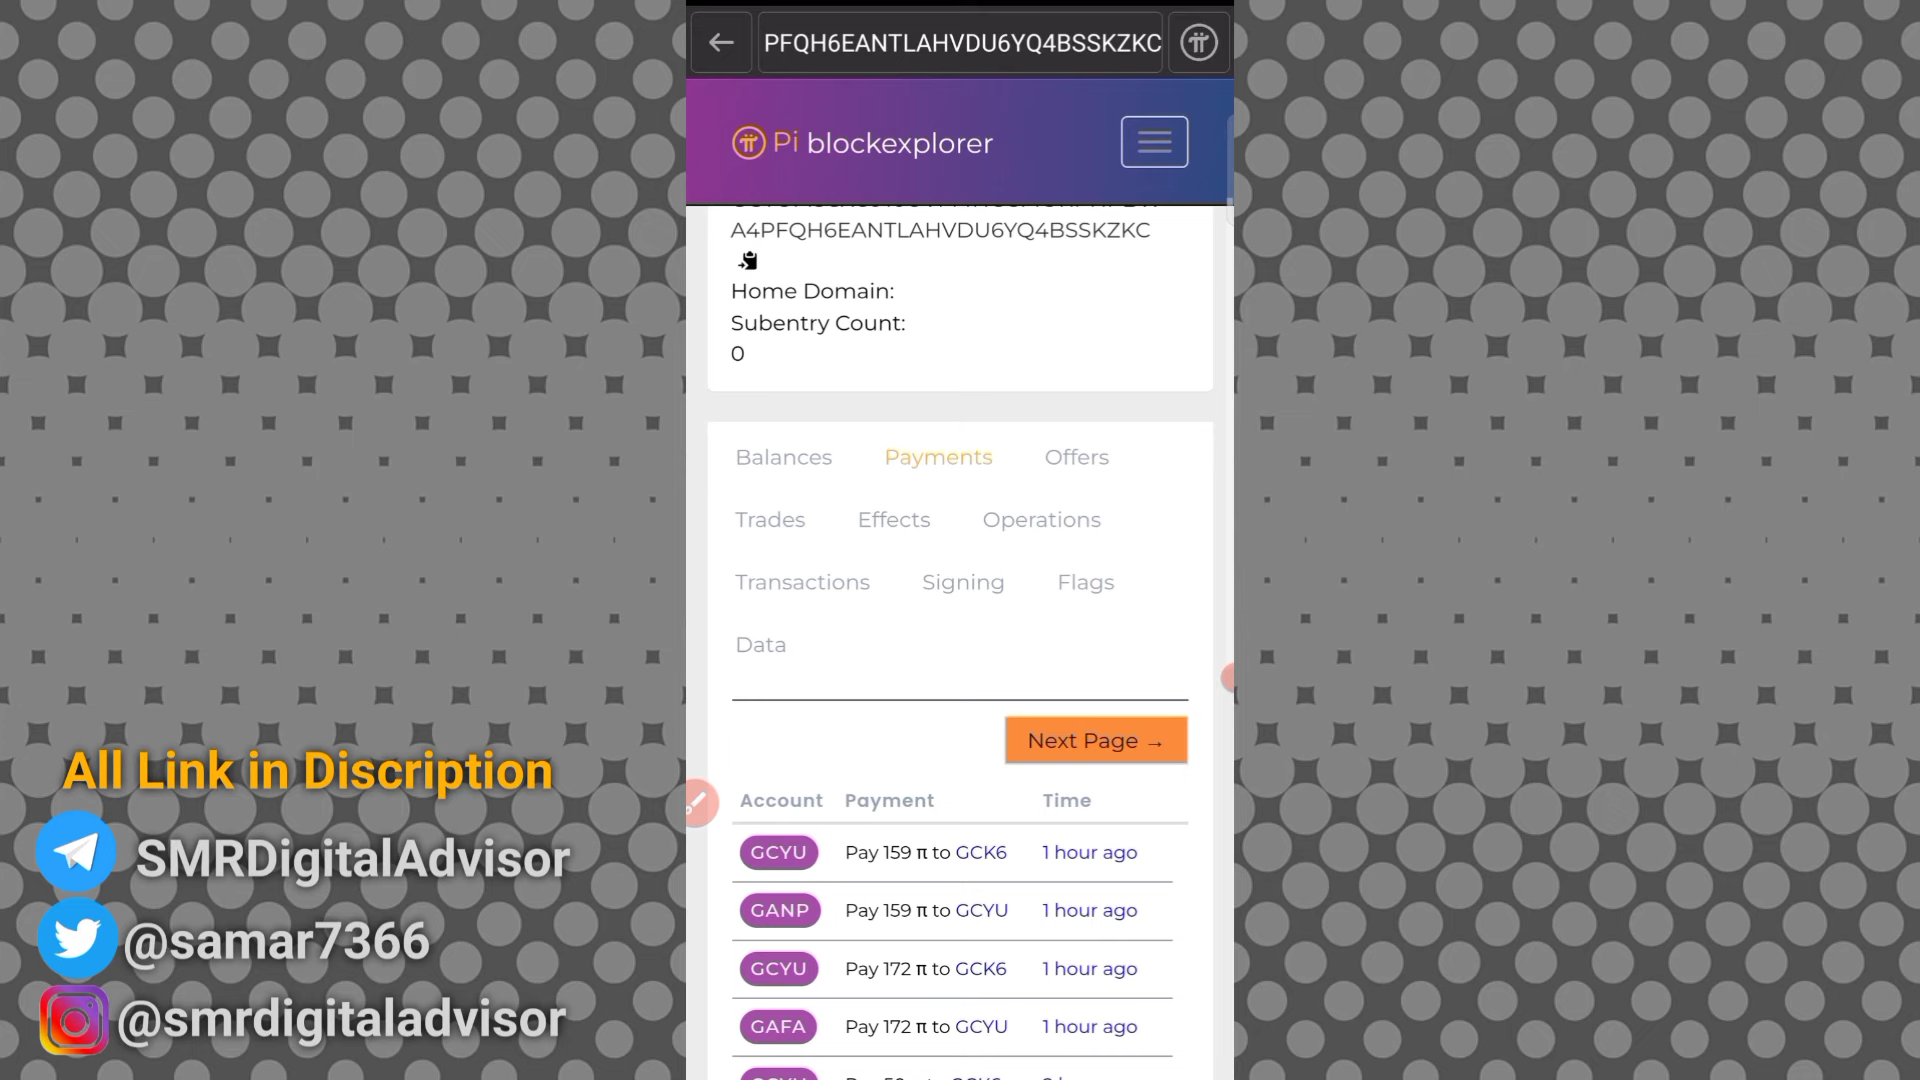 PFQH6EANTLAHVDU6YQ4BSSKZKC
Pi blockexplorer
A4PFQH6EANTLAHVDU6YQ4BSSKZKC
Home Domain:
Subentry Count:
0
Balances Payments Offers
Trades Effects Operations
Transactions Signing Flags
Data
Next Page →
Account Payment Time
GCYU Pay 159 π to GCK6 1 hour ago
GANP Pay 159 π to GCYU 1 hour ago
GCYU Pay 172 π to GCK6 1 hour ago
GAFA Pay 172 π to GCYU 1 hour ago
All Link in Discription
SMRDigitalAdvisor
@samar7366
@smrdigitaladvisor